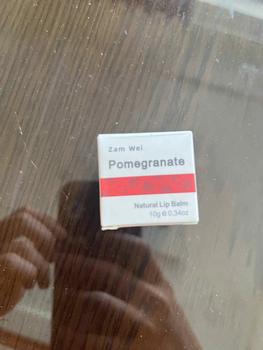 Zam Wei
Pomegranate
Natural Lip Balm
10g ℮ 0.34oz